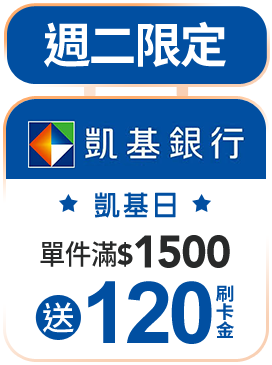 週二限定
凱基銀行
★ 凱基日 ★
單件滿$1500
送120刷卡金